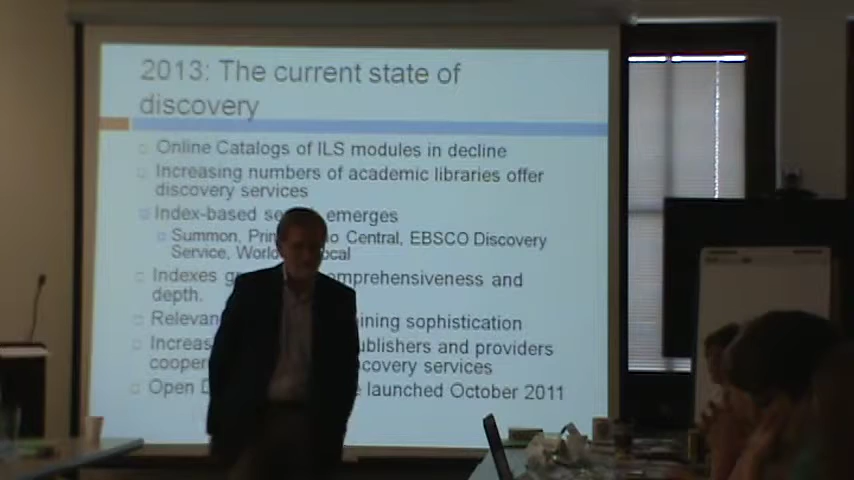 2013: The current state of
discovery
Online Catalogs of ILS modules in decline
Increasing numbers of academic libraries offer
discovery services
Index-based emerges
Summon, Central, EBSCO Discovery
Service,
Indexes comprehensiveness and
depth.
sophistication
publishers and providers
services
Open launched October 2011